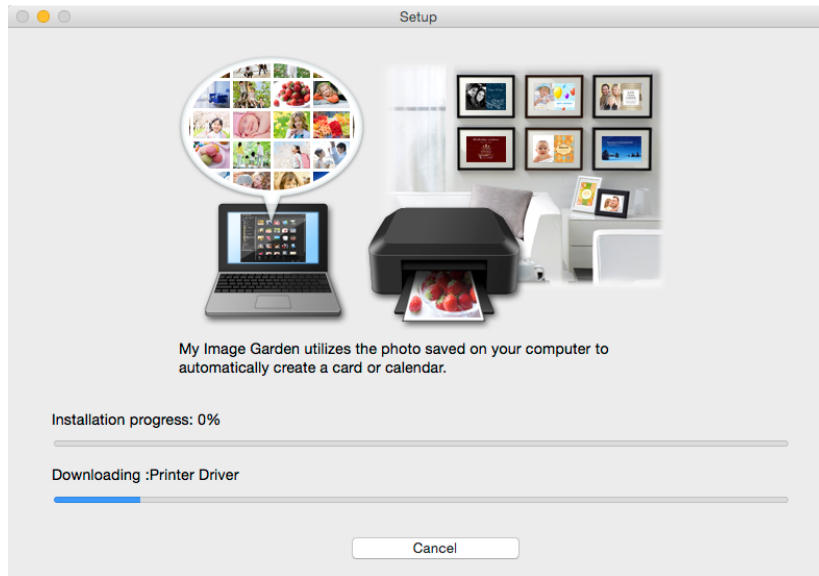 Setup
My Image Garden utilizes the photo saved on your computer to
automatically create a card or calendar.
Installation progress: 0%
Downloading :Printer Driver
Cancel